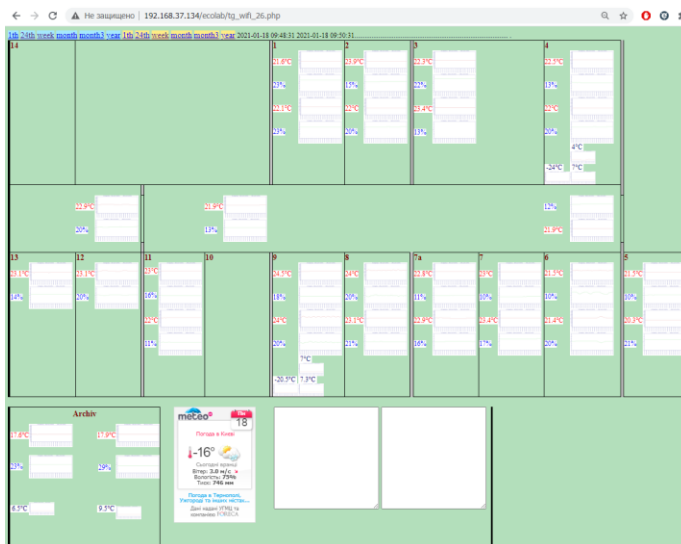 Не защищено | 192.168.37.134/ecolab/tg_wifi_26.php
1th 24th week month month3 year 1th 24th week month month3 year 2021-01-18 09:48:31 2021-01-18 09:50:31
14 1 2 3 4
21.6°C 23.9°C 22.3°C 22.5°C
23% 15% 22% 13%
22.1°C 22°C 23.4°C 22°C
23% 20% 13% 20%
4°C
-24°C 7°C
22.9°C 21.9°C 12%
20% 13% 21.9°C
13 12 11 10 9 8 7a 7 6 5
23.1°C 23.1°C 23°C 24.5°C 24°C 22.8°C 23°C 21.5°C 21.5°C
14% 20% 16% 18% 20% 11% 10% 10% 10%
22°C 24°C 23.1°C 22.9°C 23.4°C 21.4°C 20.3°C
11% 20% 21% 16% 17% 20% 21%
7°C
-20.5°C 7.3°C
Archiv
17.8°C 17.9°C
23% 29%
6.5°C 9.5°C
meteo
Пн
18
Погода в Києві
-16°
Сьогодні вранці
Вітер: 3.8 м/с
Вологість: 75%
Тиск: 746 мм
Погода в Тернополі,
Ужгороді та інших містах...
Дані надані УГМЦ та
компанією FORECA